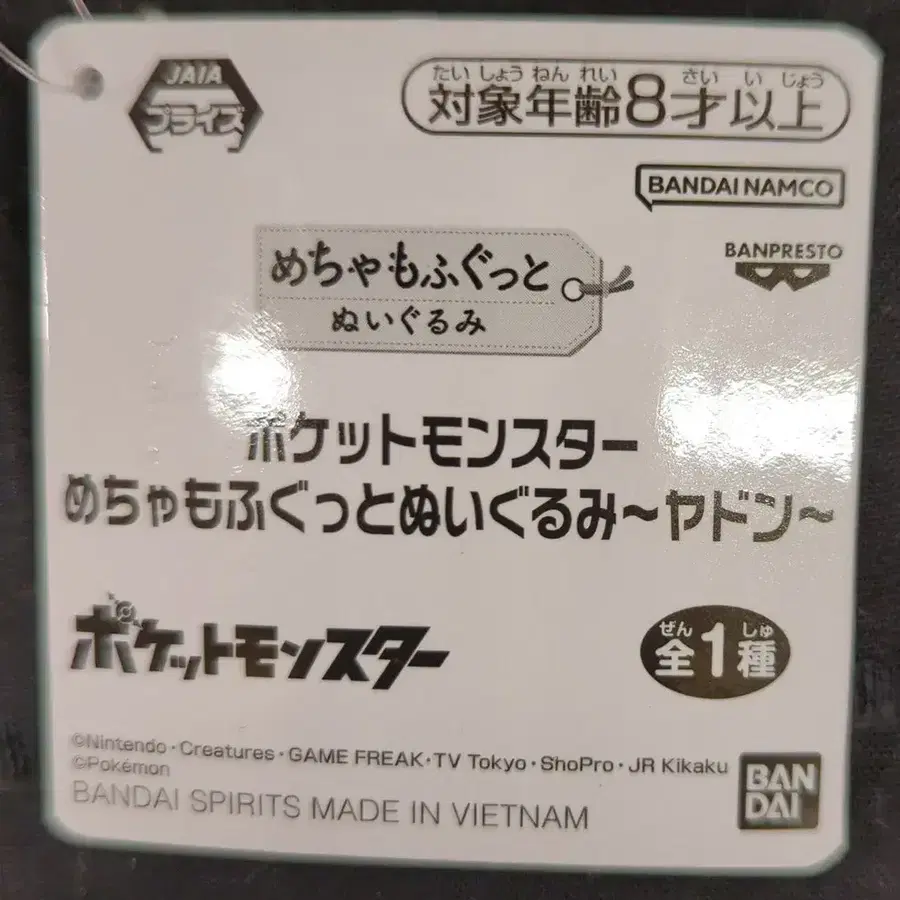 JAIA
プライズ
たいしょうねんれい さいいじょう
対象年齢8才以上
BANDAI NAMCO
BANPRESTO
めちゃもふぐっと
ぬいぐるみ
ポケットモンスター
めちゃもふぐっとぬいぐるみ～ヤドン～
ポケットモンスター
ぜん しゅ
全1種
©Nintendo・Creatures・GAME FREAK・TV Tokyo・ShoPro・JR Kikaku
©Pokémon
BANDAI SPIRITS MADE IN VIETNAM
BAN
DAI